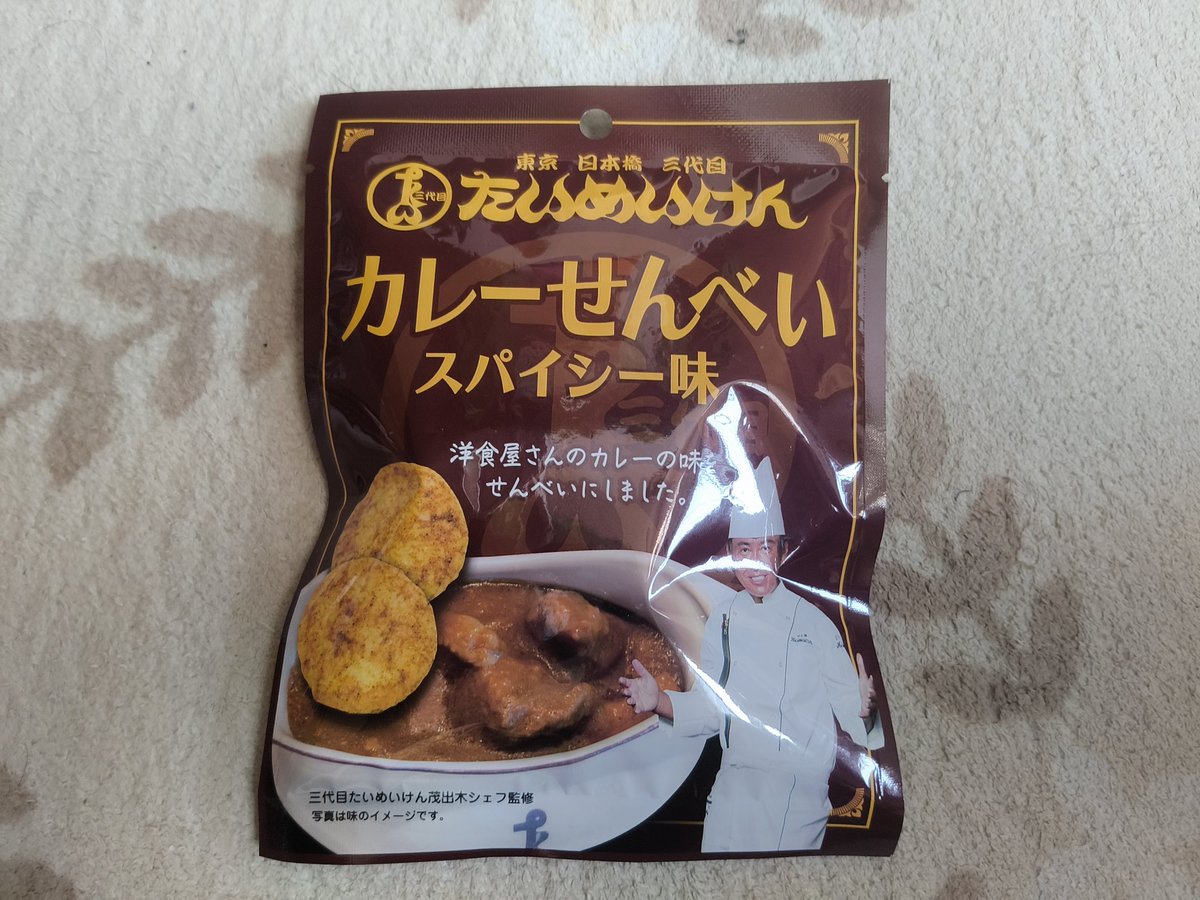 東京 日本橋 三代目
三代目
たいめいけん
カレーせんべい
スパイシー味
洋食屋さんのカレーの味
せんべいにしました。
三代目たいめいけん茂出木シェフ監修
写真は味のイメージです。